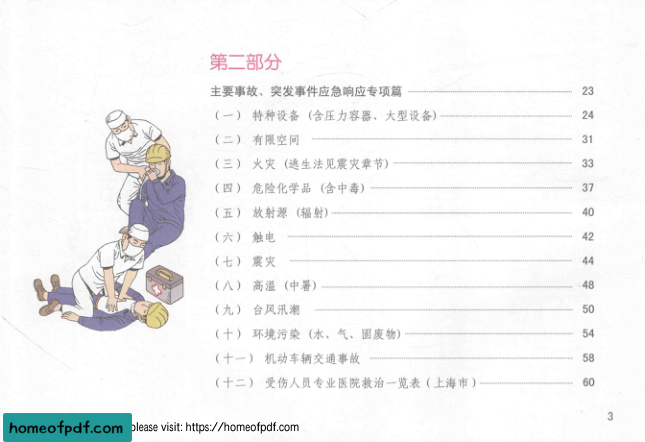 第二部分
主要事故、突发事件应急响应专项篇 23
(一) 特种设备 (含压力容器、大型设备) 24
(二) 有限空间 31
(三) 火灾 (逃生法见震灾章节) 33
(四) 危险化学品 (含中毒) 37
(五) 放射源 (辐射) 40
(六) 触电 42
(七) 震灾 44
(八) 高温 (中暑) 48
(九) 台风汛潮 50
(十) 环境污染 (水、气、固废物) 54
(十一) 机动车辆交通事故 58
(十二) 受伤人员专业医院救治一览表 (上海市) 60
3
homeofpdf.com please visit: https://homeofpdf.com